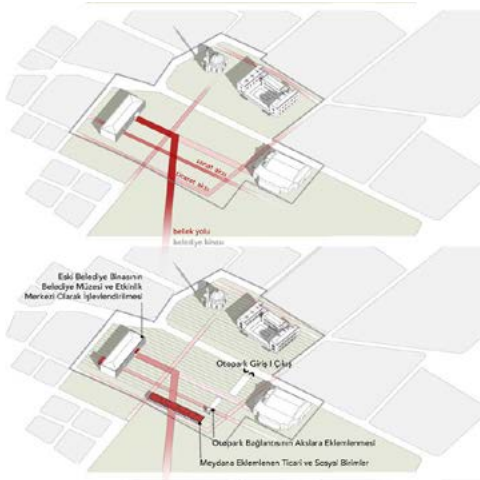 sanat aksı
ticaret aksı
bellek yolu
belediye binası
Eski Belediye Binasının
Belediye Müzesi ve Etkinlik
Merkezi Olarak İşlevlendirilmesi
Otopark Giriş | Çıkış
Otopark Bağlantısının Akslara Eklemlenmesi
Meydana Eklemlenen Ticari ve Sosyal Birimler